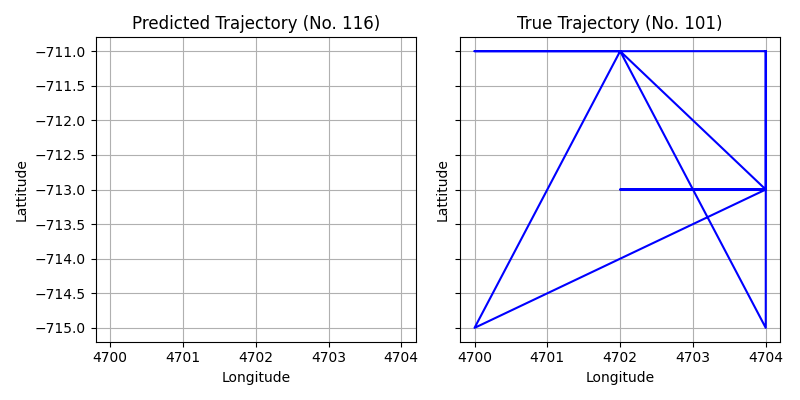 Predicted Trajectory (No. 116)
True Trajectory (No. 101)
Lattitude
−711.0
−711.5
−712.0
−712.5
−713.0
−713.5
−714.0
−714.5
−715.0
4700 4701 4702 4703 4704
Longitude
Lattitude
4700 4701 4702 4703 4704
Longitude